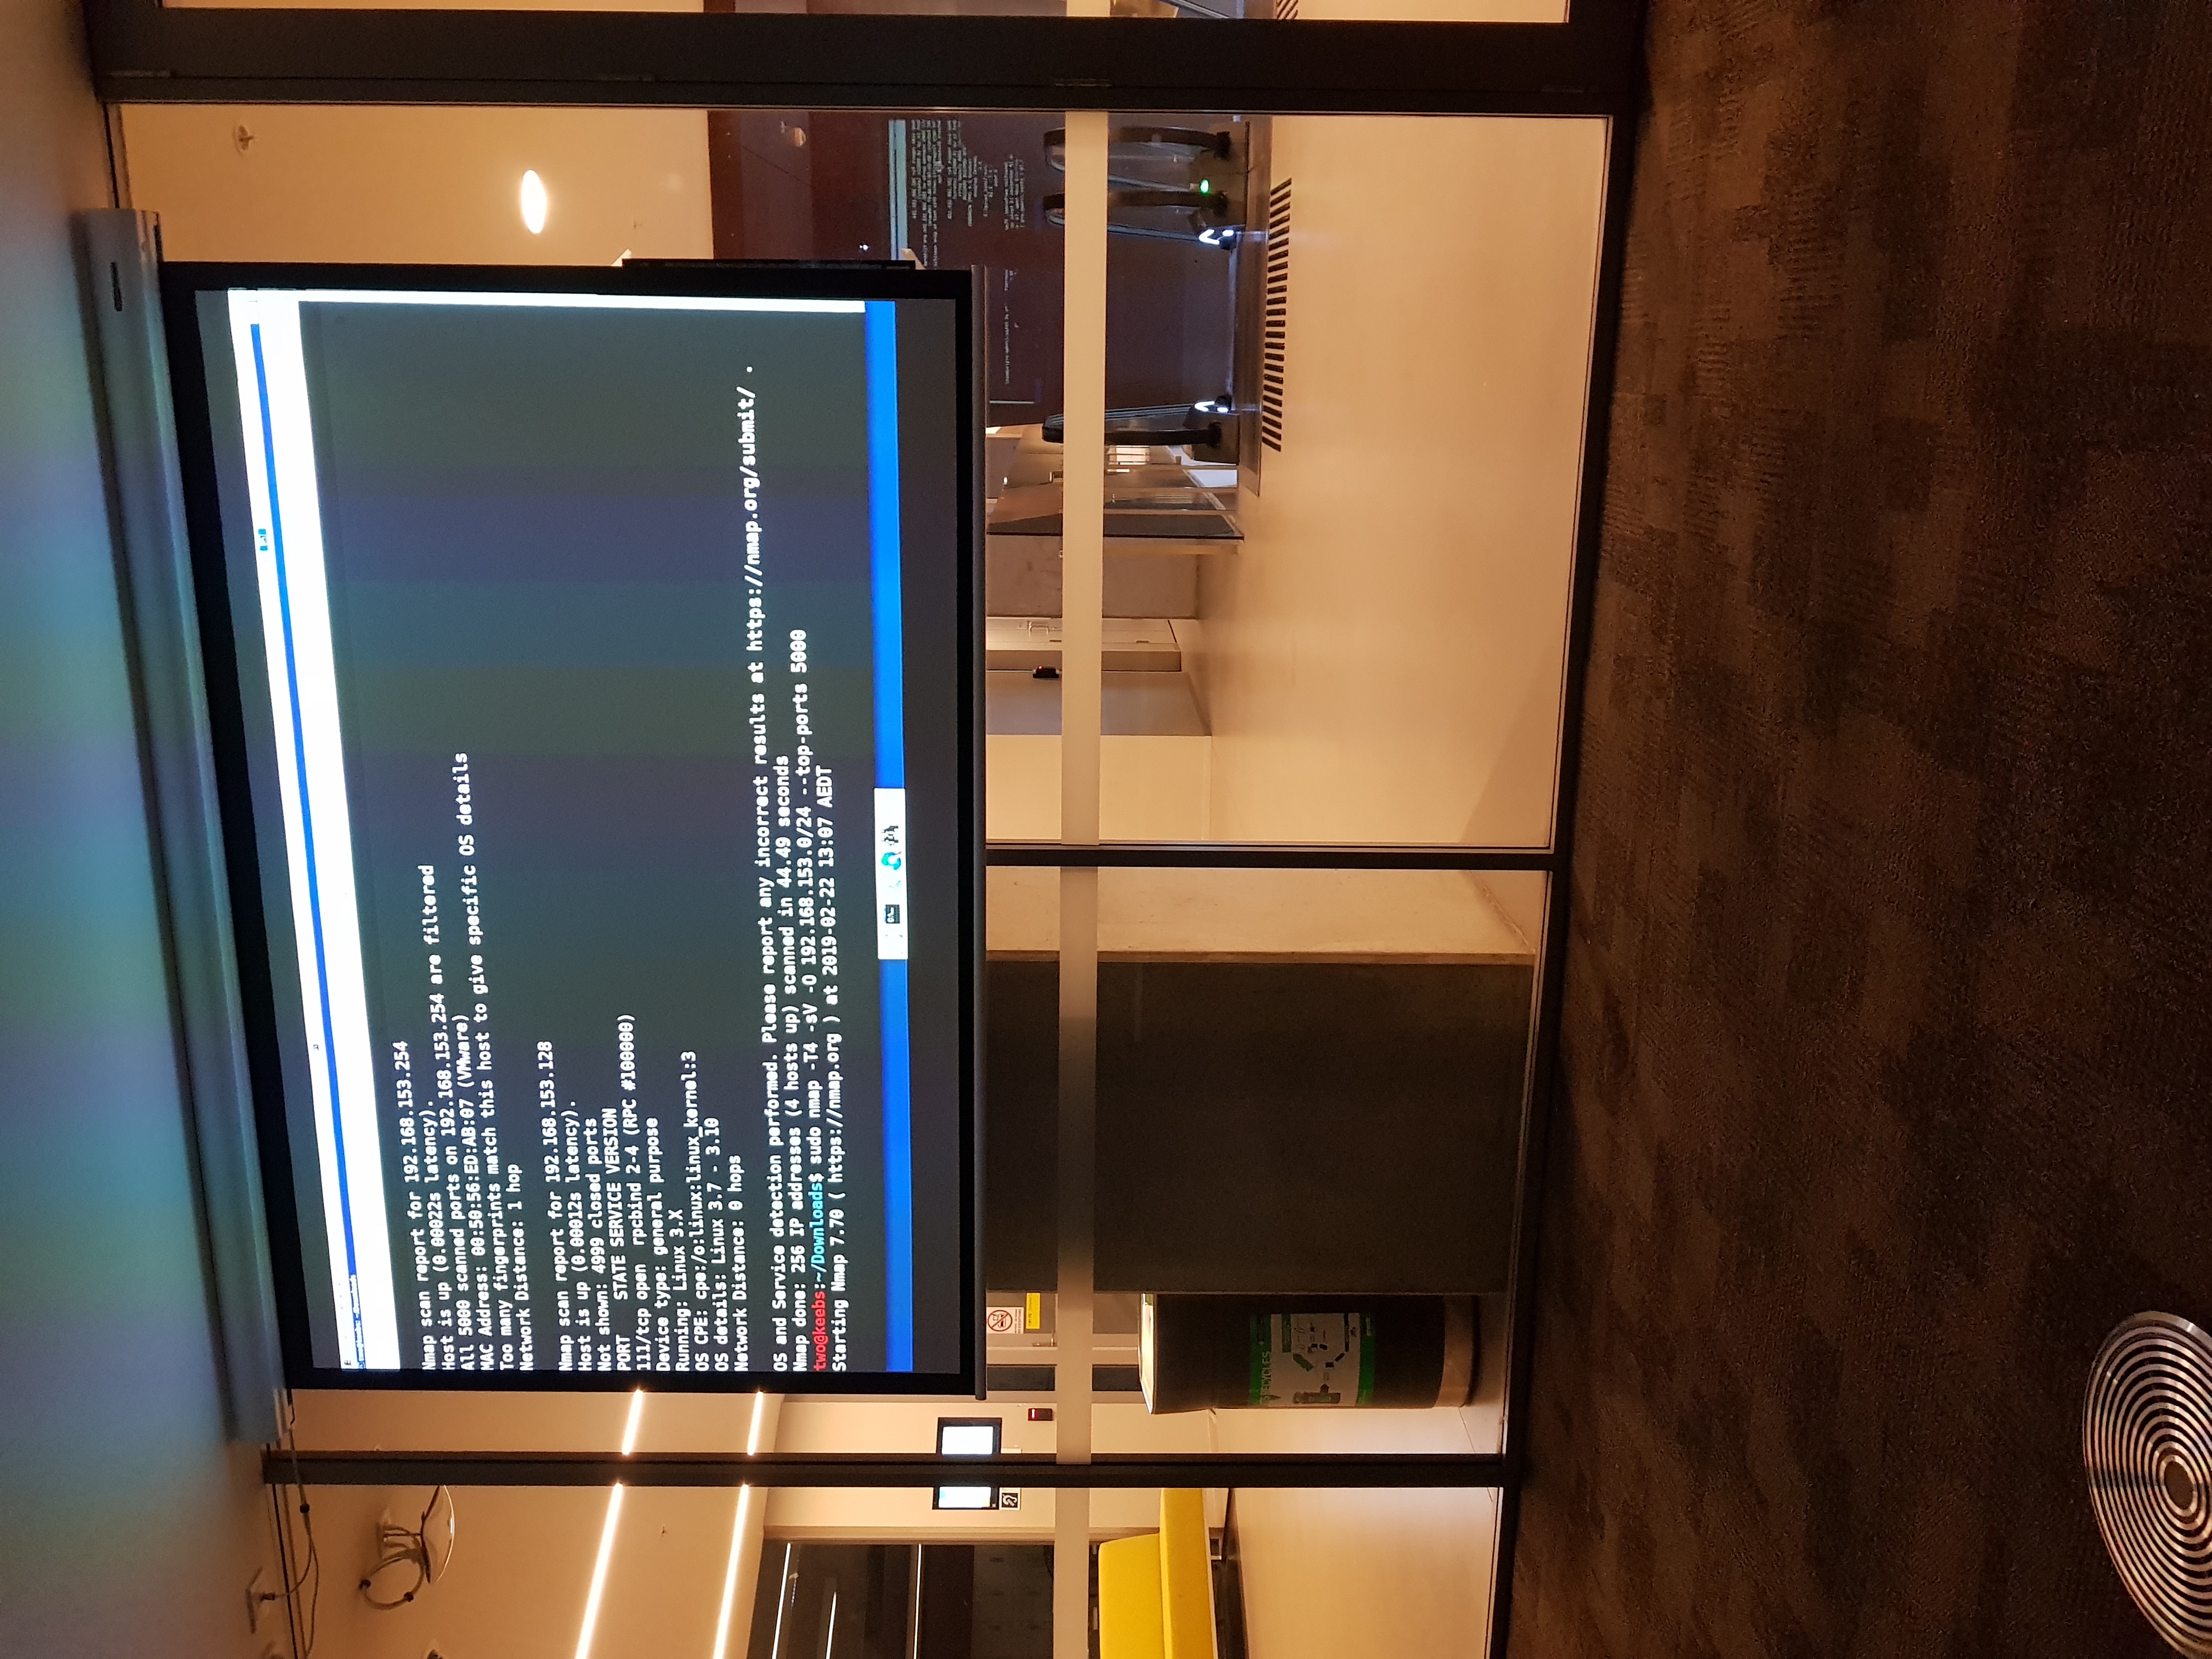 Nmap scan report for 192.168.153.254
Host is up (0.00022s latency).
All 5000 scanned ports on 192.168.153.254 are filtered
MAC Address: 00:50:56:ED:AB:07 (VMware)
Too many fingerprints match this host to give specific OS details
Network Distance: 1 hop
Nmap scan report for 192.168.153.128
Host is up (0.00012s latency).
Not shown: 4999 closed ports
PORT STATE SERVICE VERSION
111/tcp open rpcbind 2-4 (RPC #100000)
Device type: general purpose
Running: Linux 3.X
OS CPE: cpe:/o:linux:linux_kernel:3
OS details: Linux 3.7 - 3.10
Network Distance: 0 hops
OS and Service detection performed. Please report any incorrect results at https://nmap.org/submit/ .
Nmap done: 256 IP addresses (4 hosts up) scanned in 44.49 seconds
two@keebs:~/Downloads$ sudo nmap -T4 -sV -O 192.168.153.0/24 --top-ports 5000
Starting Nmap 7.70 ( https://nmap.org ) at 2019-02-22 13:07 AEDT
RECYCLES